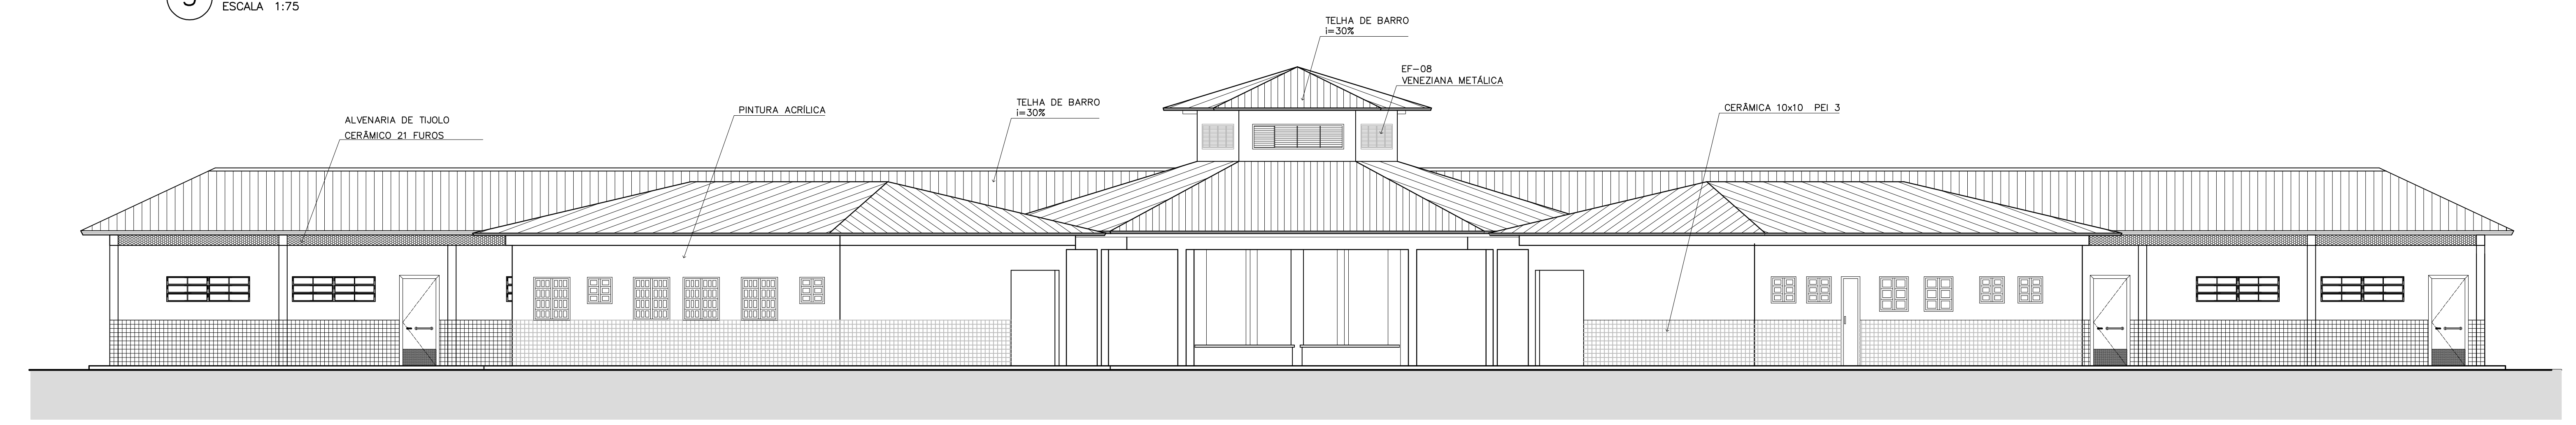 ESCALA 1:75
TELHA DE BARRO
i=30%
EF-08
VENEZIANA METÁLICA
TELHA DE BARRO
i=30%
PINTURA ACRÍLICA
CERÂMICA 10x10 PEI 3
ALVENARIA DE TIJOLO
CERÂMICO 21 FUROS